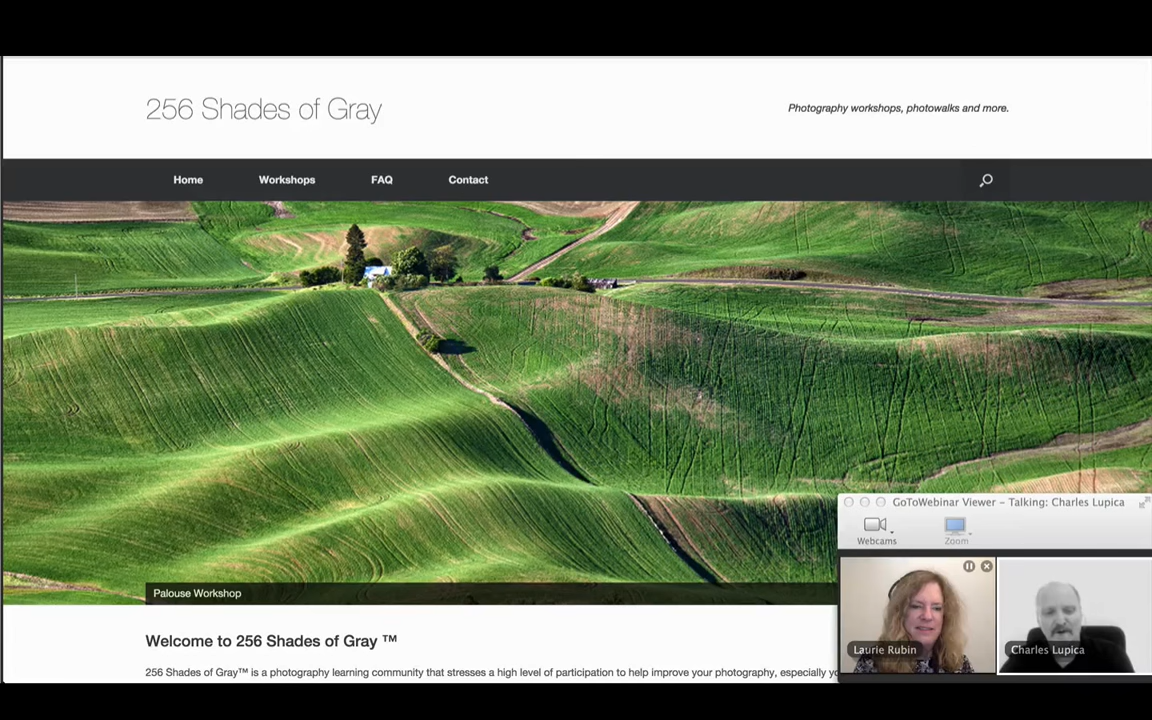 256 Shades of Gray
Photography workshops, photowalks and more.
Home Workshops FAQ Contact
Palouse Workshop
GoToWebinar Viewer – Talking: Charles Lupica
Webcams Zoom
Laurie Rubin
Charles Lupica
Welcome to 256 Shades of Gray ™
256 Shades of Gray™ is a photography learning community that stresses a high level of participation to help improve your photography, especially